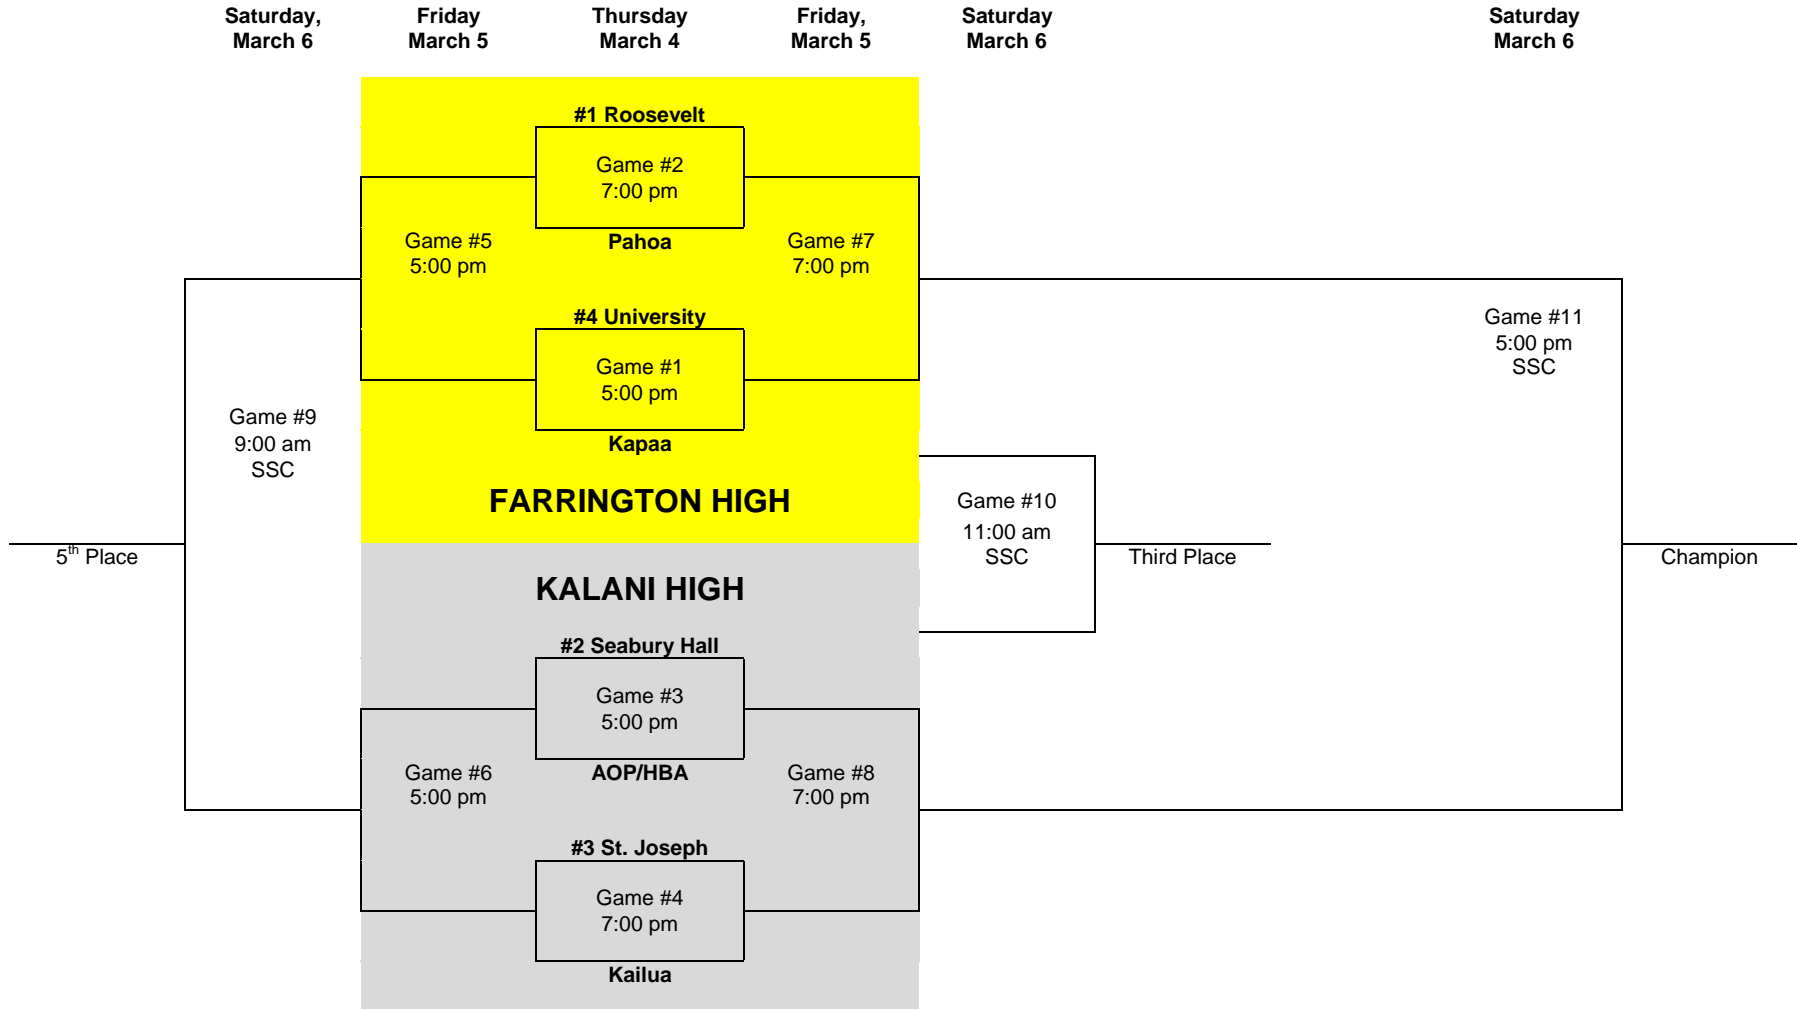 Saturday,
March 6
Friday
March 5
Thursday
March 4
Friday,
March 5
Saturday
March 6
Saturday
March 6
#1 Roosevelt
Game #2
7:00 pm
Pahoa
Game #5
5:00 pm
Game #7
7:00 pm
#4 University
Game #1
5:00 pm
Kapaa
Game #11
5:00 pm
SSC
Game #9
9:00 am
SSC
FARRINGTON HIGH
Game #10
11:00 am
SSC
5th Place
Third Place
Champion
KALANI HIGH
#2 Seabury Hall
Game #3
5:00 pm
AOP/HBA
Game #6
5:00 pm
Game #8
7:00 pm
#3 St. Joseph
Game #4
7:00 pm
Kailua